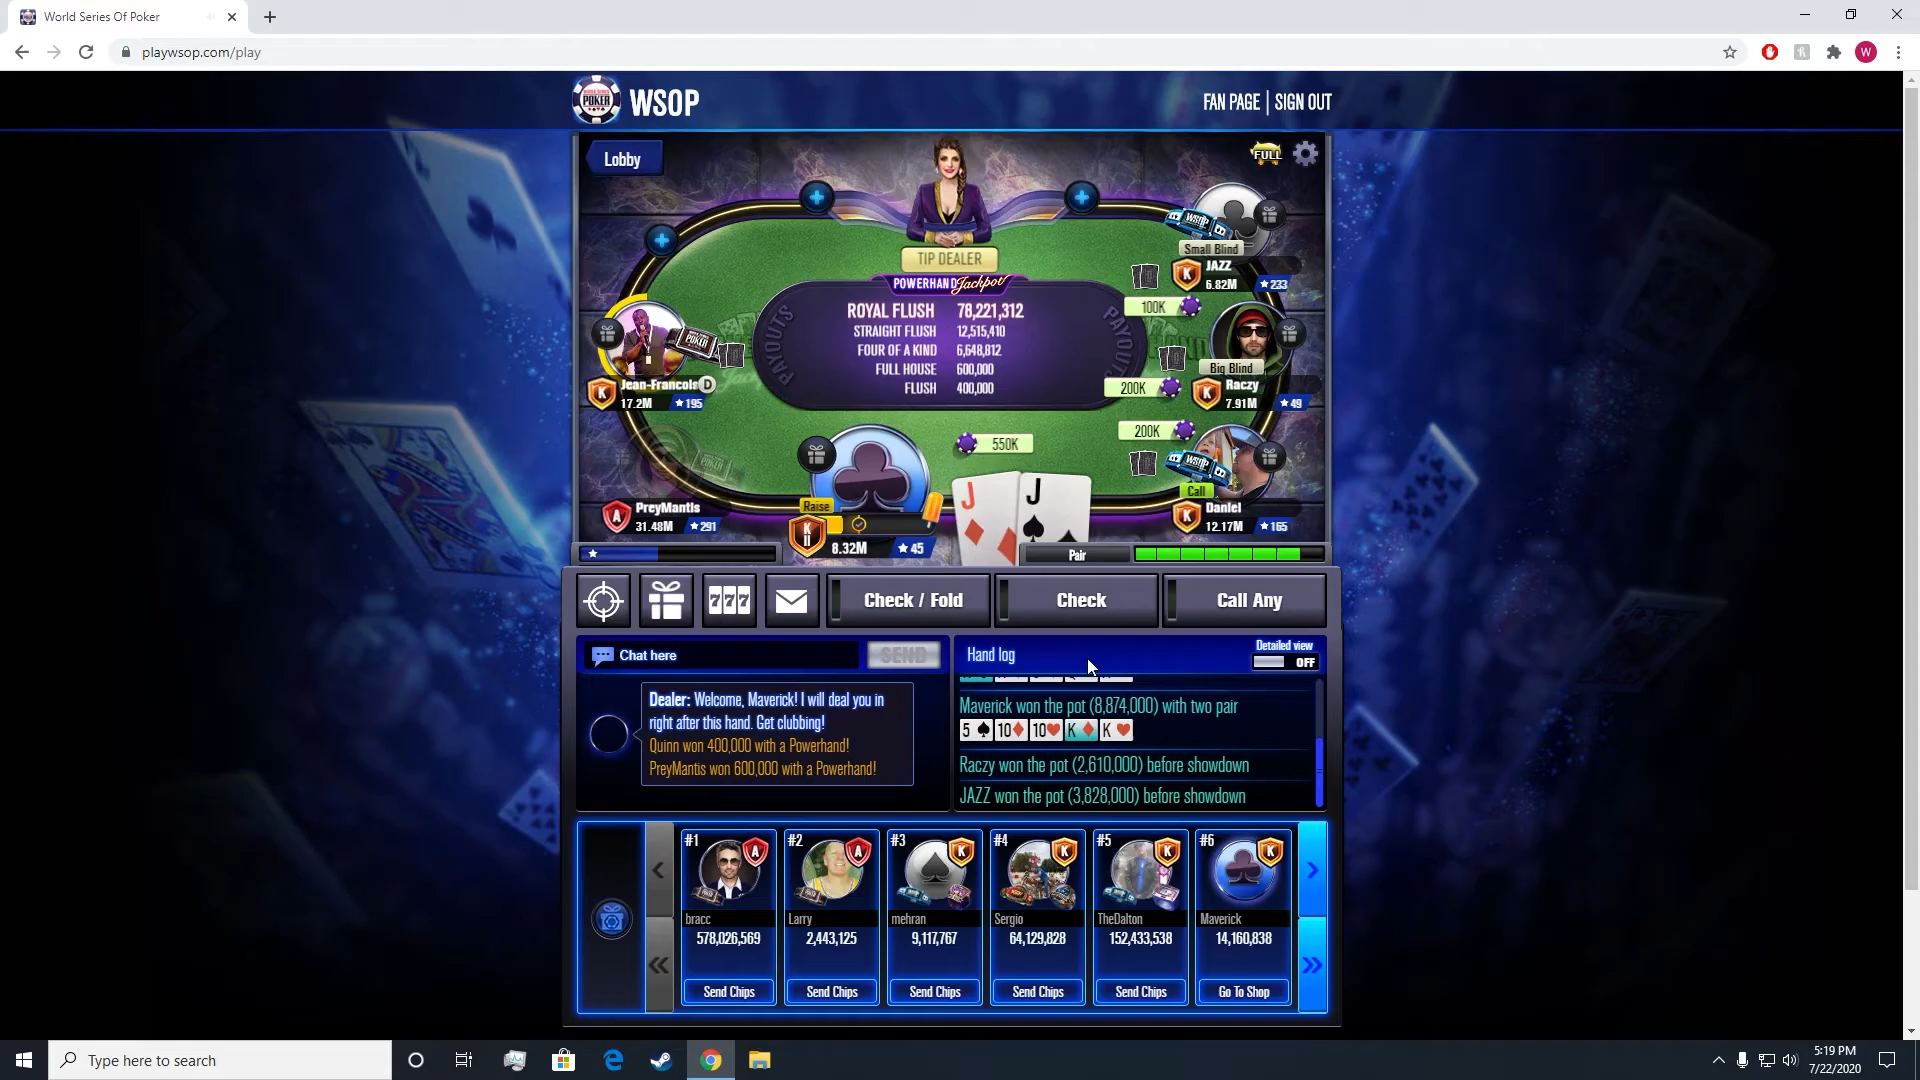 World Series Of Poker
playwsop.com/play
W
WORLD SERIES
POKER
WSOP
FAN PAGE | SIGN OUT
Lobby
FULL
TIP DEALER
POWERHAND Jackpot
PAYOUTS
PAYOUTS
ROYAL FLUSH 78,221,312
STRAIGHT FLUSH 12,515,410
FOUR OF A KIND 6,648,812
FULL HOUSE 600,000
FLUSH 400,000
WSOP
Small Blind
K
JAZZ
6.82M
233
100K
Big Blind
K
Raczy
7.91M
49
200K
POKER
K
Jean-Francois
D
17.2M
195
200K
WSOP
Call
K
Daniel
12.17M
165
550K
J
J
A
PreyMantis
31.48M
291
Raise
K
II
8.32M
45
Pair
777
Check / Fold
Check
Call Any
Chat here
SEND
Dealer: Welcome, Maverick! I will deal you in
right after this hand. Get clubbing!
Quinn won 400,000 with a Powerhand!
PreyMantis won 600,000 with a Powerhand!
Hand log
Detailed view
OFF
Maverick won the pot (8,874,000) with two pair
5♠ 10♦ 10♥ K♦ K♥
Raczy won the pot (2,610,000) before showdown
JAZZ won the pot (3,828,000) before showdown
#1
A
bracc
578,026,569
Send Chips
#2
A
Larry
2,443,125
Send Chips
#3
K
mehran
9,117,767
Send Chips
#4
K
Sergio
64,129,828
Send Chips
#5
K
TheDalton
152,433,538
Send Chips
#6
K
Maverick
14,160,838
Go To Shop
Type here to search
5:19 PM
7/22/2020